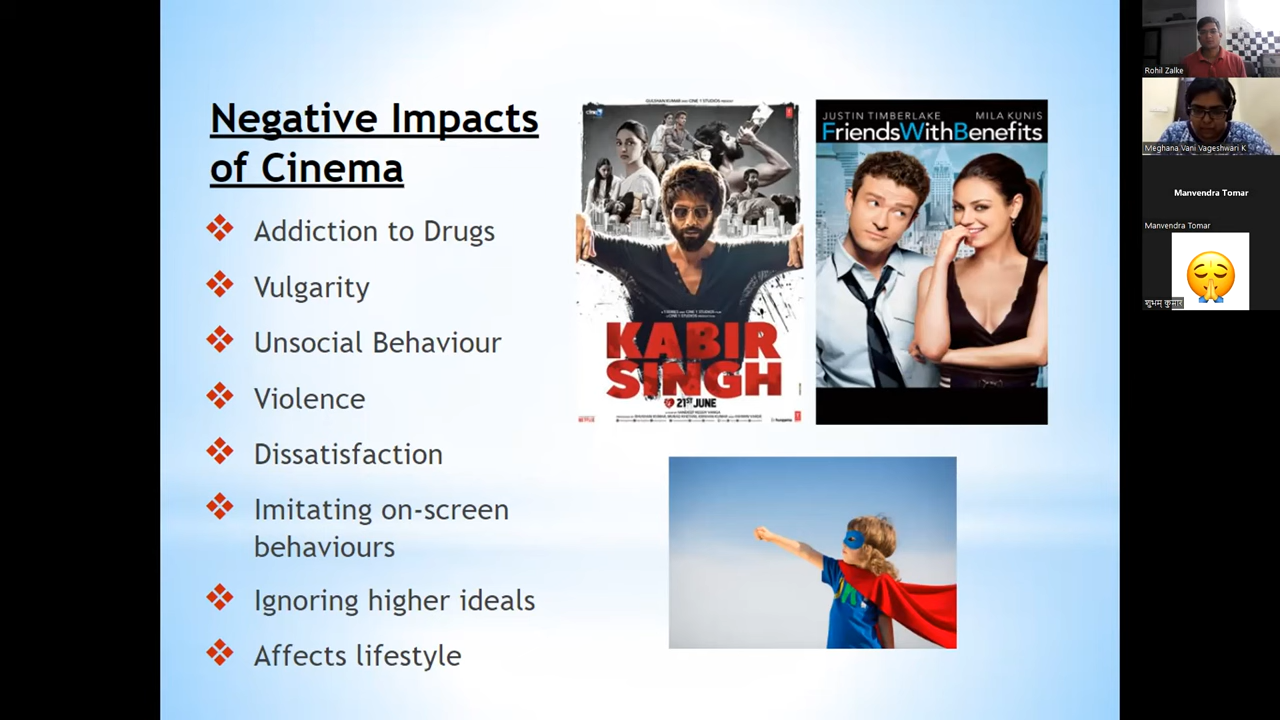 Negative Impacts
of Cinema
Addiction to Drugs
Vulgarity
Unsocial Behaviour
Violence
Dissatisfaction
Imitating on-screen
behaviours
Ignoring higher ideals
Affects lifestyle
KABIR
SINGH
21ST JUNE
JUSTIN TIMBERLAKE MILA KUNIS
FriendsWithBenefits
Rohil Zalke
Meghana Vani Vageshwari K
Manvendra Tomar
Manvendra Tomar
शुभम कुमार